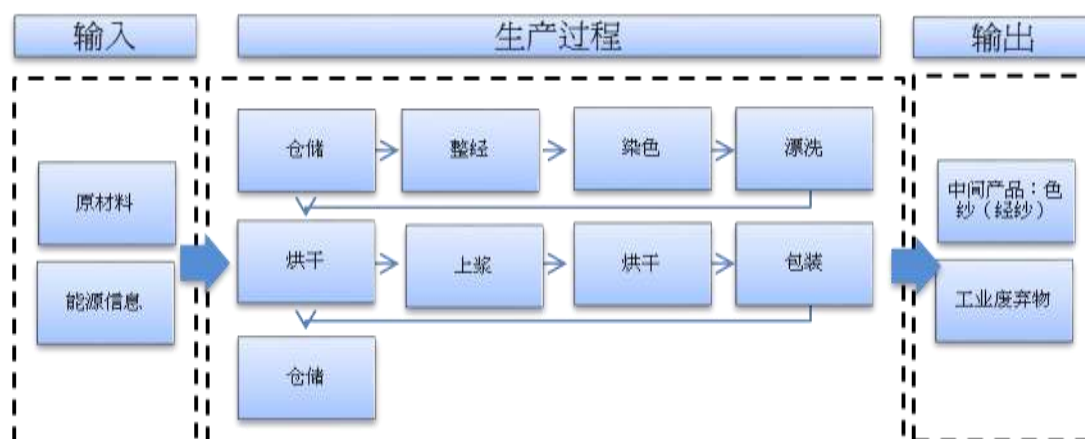 输入
生产过程
输出
原材料
能源信息
仓储
整经
染色
漂洗
烘干
上浆
烘干
包装
仓储
中间产品：色
纱（经纱）
工业废弃物